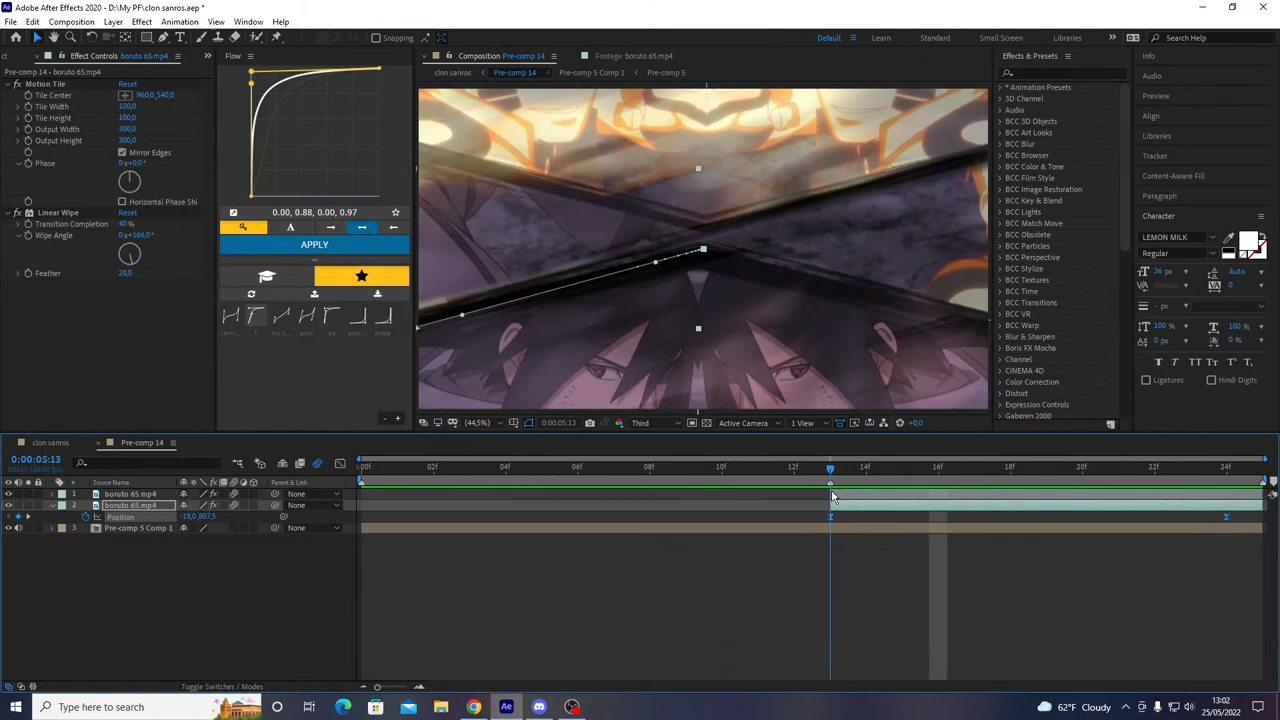 Adobe After Effects 2020 - D:\My PF\clon sanros.aep *
File Edit Composition Layer Effect Animation View Window Help
Snapping
Default Learn Standard Small Screen Libraries Search Help
Effect Controls boruto 65.mp4
Pre-comp 14 • boruto 65.mp4
Motion Tile Reset
Tile Center 960,0,540,0
Tile Width 100,0
Tile Height 100,0
Output Width 300,0
Output Height 300,0
Mirror Edges
Phase 0x+0,0°
Horizontal Phase Shi
Linear Wipe Reset
Transition Completion 40 %
Wipe Angle 0x+166,0°
Feather 20,0
Flow
0.00, 0.88, 0.00, 0.97
APPLY
Composition Pre-comp 14
Footage boruto 65.mp4
clon sanros Pre-comp 14 Pre-comp 5 Comp 1 Pre-comp 5
(44,5%) 0:00:05:13 Third Active Camera 1 View +0,0
Effects & Presets
* Animation Presets
3D Channel
Audio
BCC 3D Objects
BCC Art Looks
BCC Blur
BCC Browser
BCC Color & Tone
BCC Film Style
BCC Image Restoration
BCC Key & Blend
BCC Lights
BCC Match Move
BCC Obsolete
BCC Particles
BCC Perspective
BCC Stylize
BCC Textures
BCC Time
BCC Transitions
BCC VR
BCC Warp
Blur & Sharpen
Boris FX Mocha
Channel
CINEMA 4D
Color Correction
Distort
Expression Controls
Info
Audio
Preview
Align
Libraries
Tracker
Content-Aware Fill
Paragraph
Character
LEMON MILK
Regular
36 px Auto
Metrics 0
- px
100 % 100 %
0 px 0 %
Ligatures Hindi Digits
clon sanros Pre-comp 14
0:00:05:13
02f 04f 06f 08f 10f 12f 14f 16f 18f 20f 22f 24f
# Source Name Parent & Link
1 boruto 65.mp4 None
2 boruto 65.mp4 None
Position -18,0,807,5
3 Pre-comp 5 Comp 1 None
Toggle Switches / Modes
Type here to search
62°F Cloudy
13:02
25/05/2022